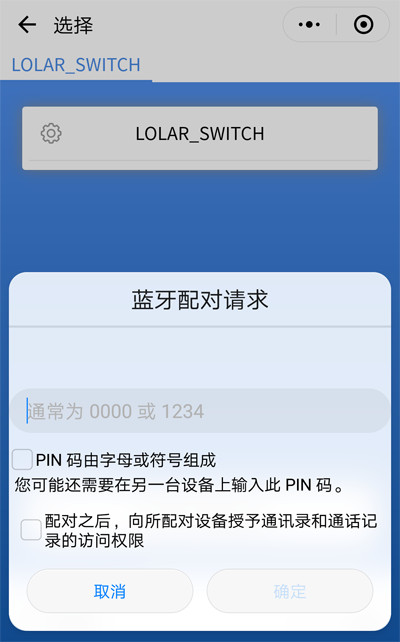 选择
LOLAR_SWITCH
LOLAR_SWITCH
蓝牙配对请求
通常为 0000 或 1234
PIN 码由字母或符号组成
您可能还需要在另一台设备上输入此 PIN 码。
配对之后，向所配对设备授予通讯录和通话记
录的访问权限
取消
确定